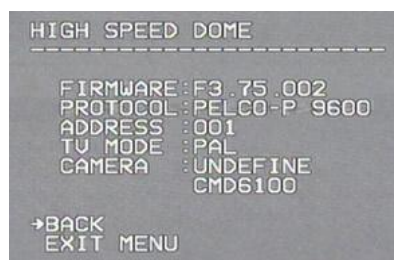 HIGH SPEED DOME
FIRMWARE:F3.75.002
PROTOCOL:PELCO-P 9600
ADDRESS :001
TV MODE :PAL
CAMERA :UNDEFINE
CMD6100
→BACK
EXIT MENU